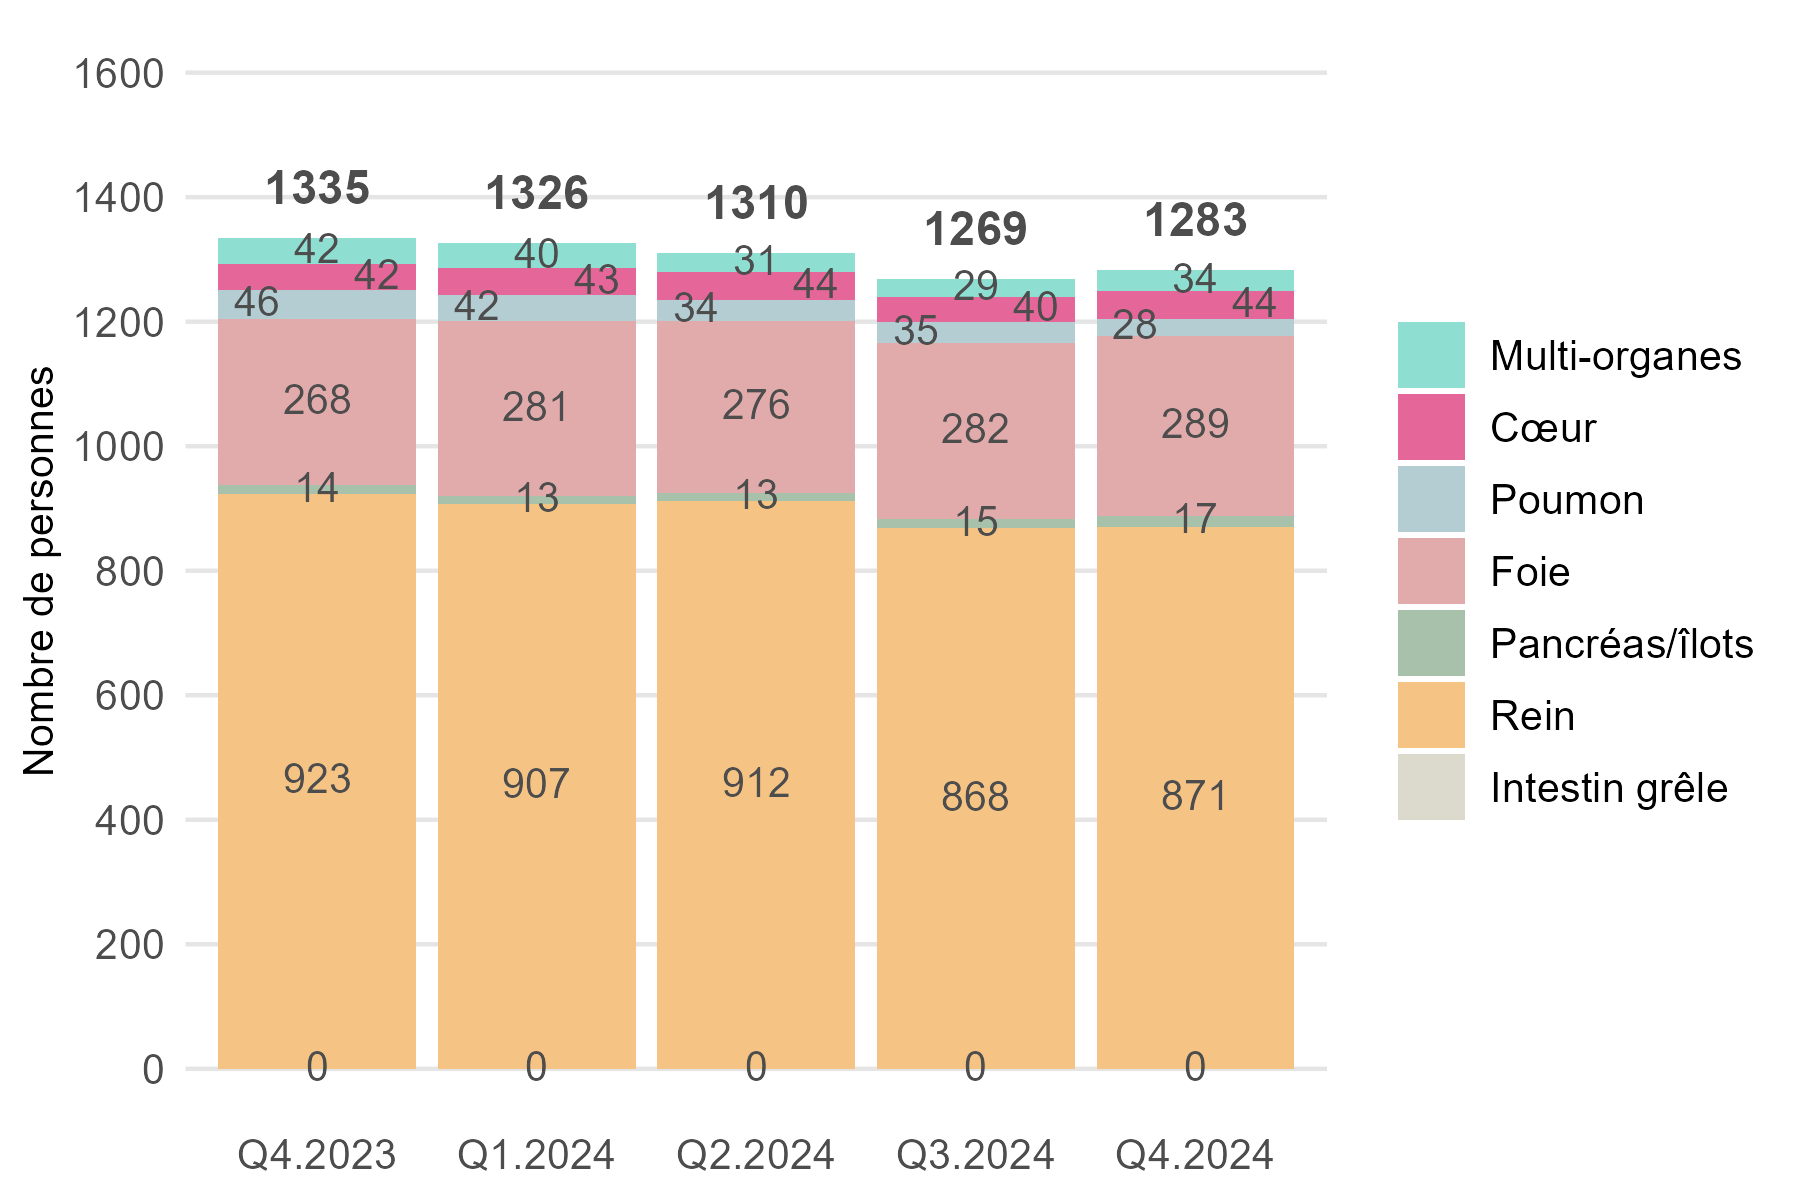 1600
1400
1200
1000
800
600
400
200
0
Nombre de personnes
1335 1326 1310 1269 1283
42 40 31 29 34
42 43 44 40 44
46 42 34 35 28
268 281 276 282 289
14 13 13 15 17
923 907 912 868 871
0 0 0 0 0
Q4.2023 Q1.2024 Q2.2024 Q3.2024 Q4.2024
Multi-organes
Cœur
Poumon
Foie
Pancréas/îlots
Rein
Intestin grêle